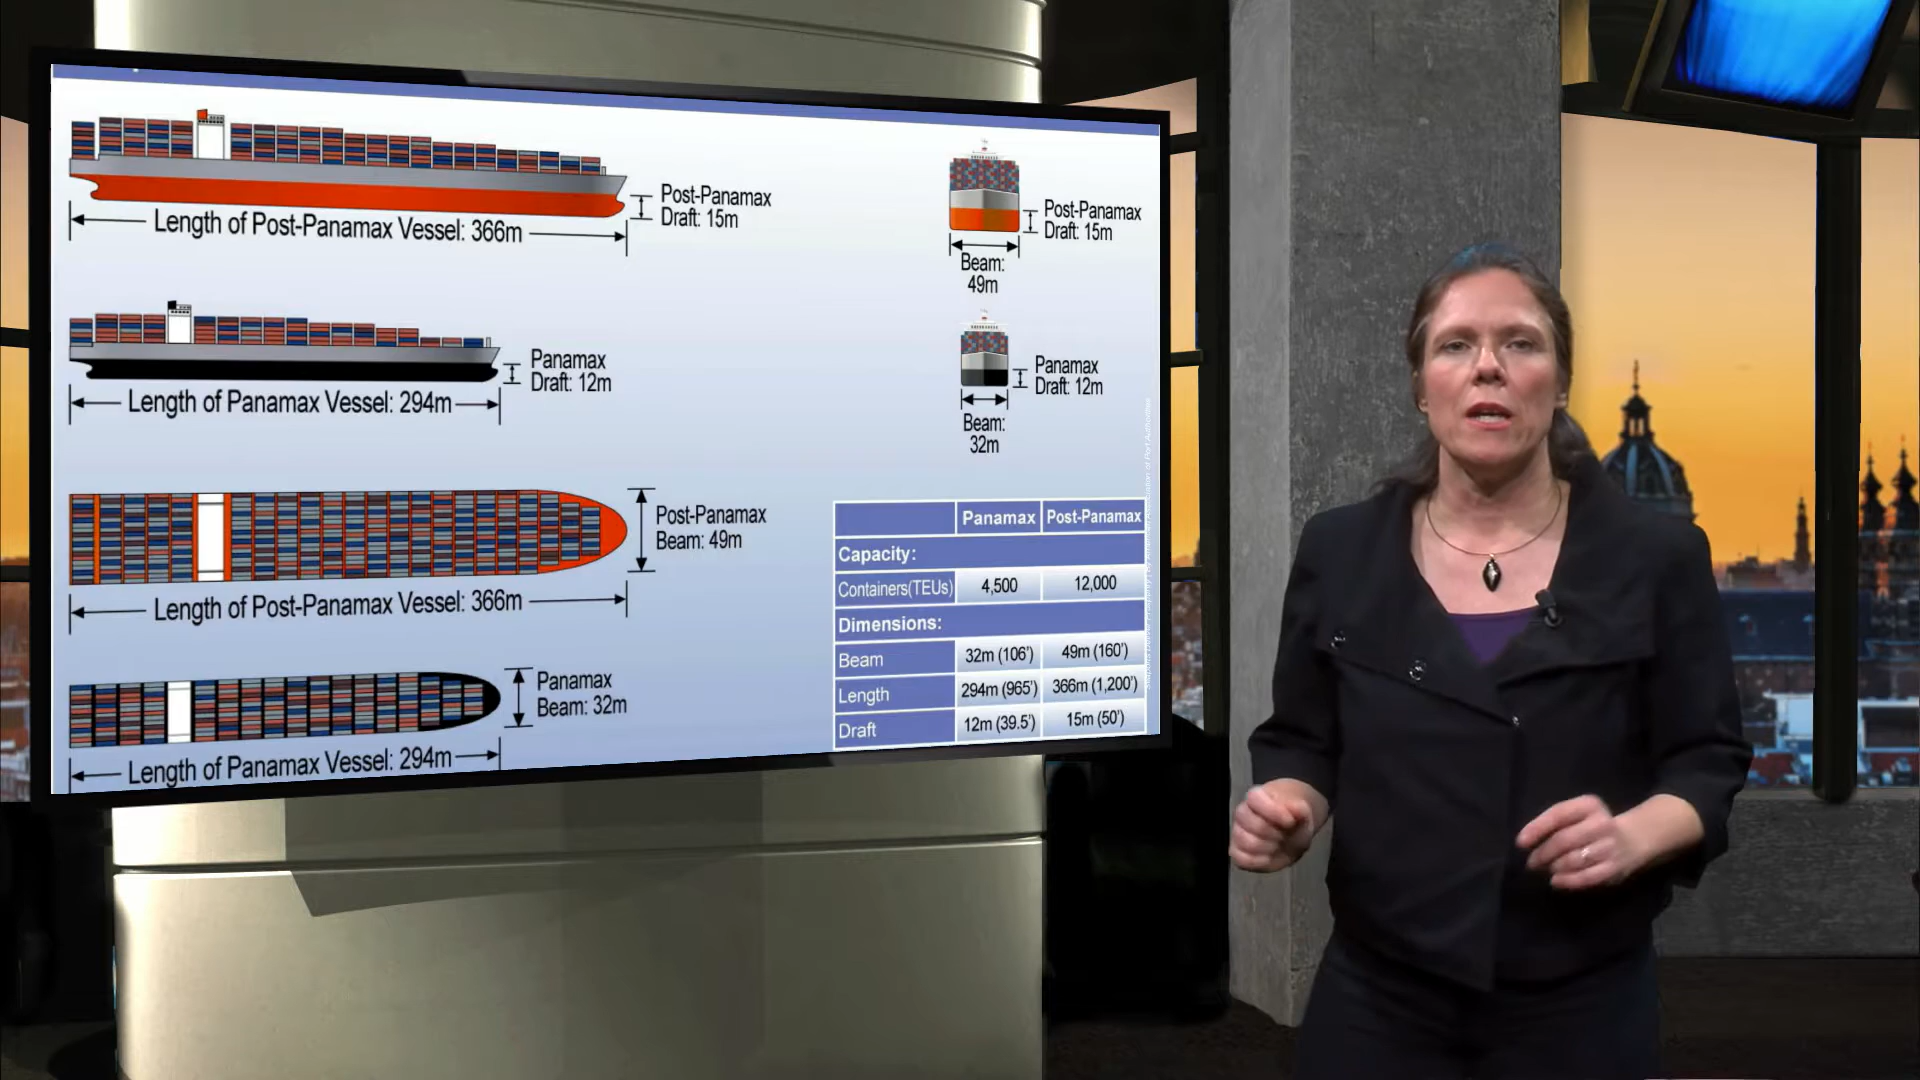 Post-Panamax
Draft: 15m
Length of Post-Panamax Vessel: 366m
Post-Panamax
Draft: 15m
Beam:
49m
Panamax
Draft: 12m
Length of Panamax Vessel: 294m
Panamax
Draft: 12m
Beam:
32m
Post-Panamax
Beam: 49m
Length of Post-Panamax Vessel: 366m
Panamax
Beam: 32m
Length of Panamax Vessel: 294m
Panamax Post-Panamax
Capacity:
Containers(TEUs) 4,500 12,000
Dimensions:
Beam 32m (106') 49m (160')
Length 294m (965') 366m (1,200')
Draft 12m (39.5') 15m (50')